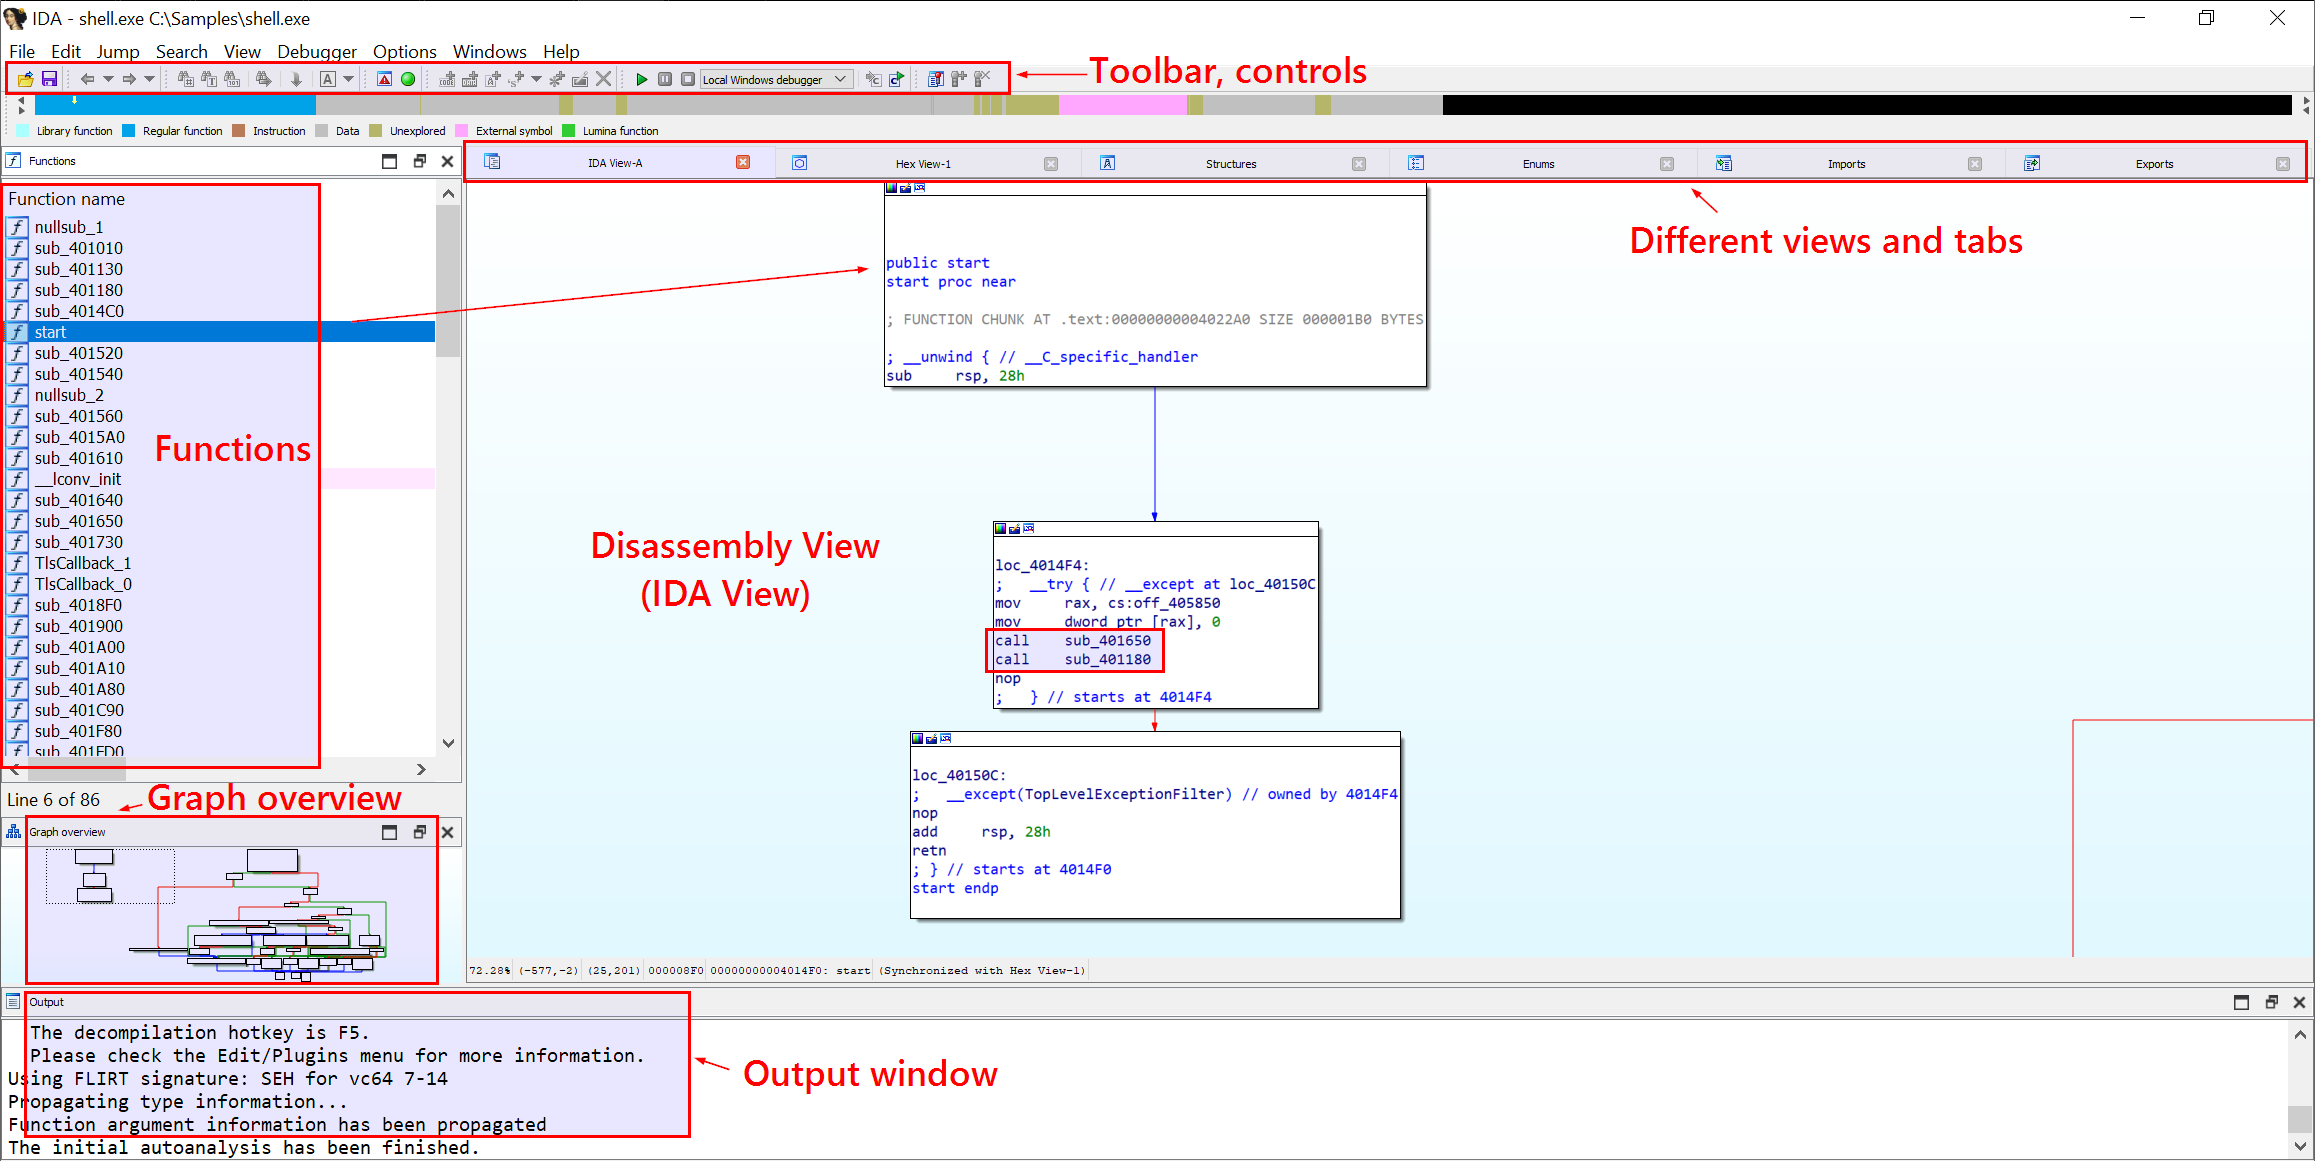 IDA - shell.exe C:\Samples\shell.exe
File Edit Jump Search View Debugger Options Windows Help
Local Windows debugger
Toolbar, controls
Library function Regular function Instruction Data Unexplored External symbol Lumina function
Functions
IDA View-A Hex View-1 Structures Enums Imports Exports
Different views and tabs
Function name
nullsub_1
sub_401010
sub_401130
sub_401180
sub_4014C0
start
sub_401520
sub_401540
nullsub_2
sub_401560
sub_4015A0
sub_401610
__lconv_init
sub_401640
sub_401650
sub_401730
TlsCallback_1
TlsCallback_0
sub_4018F0
sub_401900
sub_401A00
sub_401A10
sub_401A80
sub_401C90
sub_401F80
sub_401FD0
Functions
Line 6 of 86
Graph overview
Graph overview
public start
start proc near
; FUNCTION CHUNK AT .text:00000000004022A0 SIZE 000001B0 BYTES
; __unwind { // __C_specific_handler
sub rsp, 28h
Disassembly View
(IDA View)
loc_4014F4:
; __try { // __except at loc_40150C
mov rax, cs:off_405850
mov dword ptr [rax], 0
call sub_401650
call sub_401180
nop
; } // starts at 4014F4
loc_40150C:
; __except(TopLevelExceptionFilter) // owned by 4014F4
nop
add rsp, 28h
retn
; } // starts at 4014F0
start endp
72.28% (-577,-2) (25,201) 000008F0 00000000004014F0: start (Synchronized with Hex View-1)
Output
The decompilation hotkey is F5.
Please check the Edit/Plugins menu for more information.
Using FLIRT signature: SEH for vc64 7-14
Propagating type information...
Function argument information has been propagated
The initial autoanalysis has been finished.
Output window